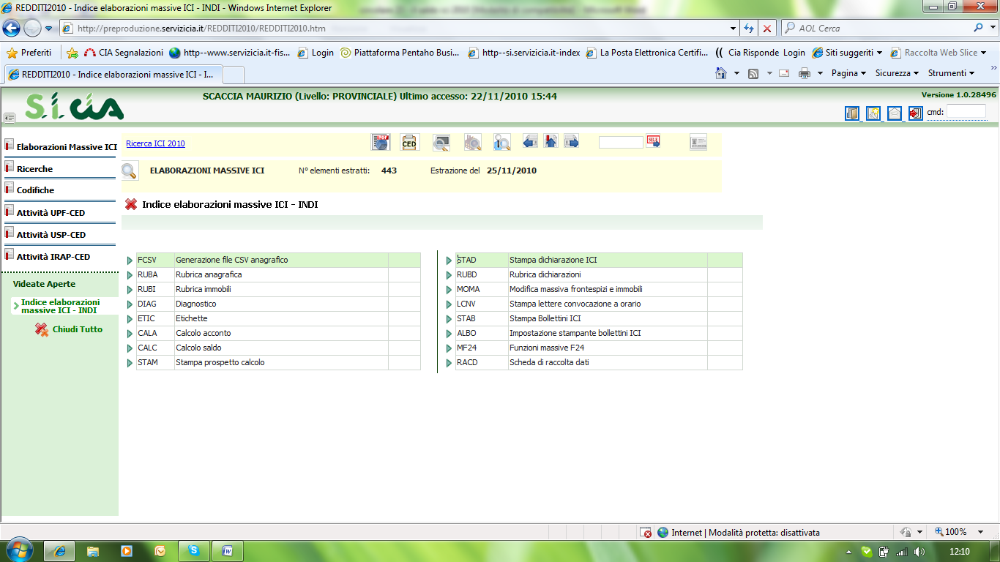 REDDITI2010 - Indice elaborazioni massive ICI - INDI - Windows Internet Explorer
http://preproduzione.servizicia.it/REDDITI2010/REDDITI2010.htm
AOL Cerca
Preferiti
CIA Segnalazioni
http--www.servizicia.it-fis...
Login
Piattaforma Pentaho Busi...
http--si.servizicia.it-index
La Posta Elettronica Certifi...
Cia Risponde Login
Siti suggeriti
Raccolta Web Slice
REDDITI2010 - Indice elaborazioni massive ICI - I...
Pagina
Sicurezza
Strumenti
S.i. CIA
SCACCIA MAURIZIO (Livello: PROVINCIALE) Ultimo accesso: 22/11/2010 15:44
Versione 1.0.28496
cmd:
Elaborazioni Massive ICI
Ricerche
Codifiche
Attività UPF-CED
Attività USP-CED
Attività IRAP-CED
Videate Aperte
Indice elaborazioni
massive ICI - INDI
Chiudi Tutto
Ricerca ICI 2010
CED
ELABORAZIONI MASSIVE ICI
N° elementi estratti: 443
Estrazione del 25/11/2010
Indice elaborazioni massive ICI - INDI
FCSV Generazione file CSV anagrafico
RUBA Rubrica anagrafica
RUBI Rubrica immobili
DIAG Diagnostico
ETIC Etichette
CALA Calcolo acconto
CALC Calcolo saldo
STAM Stampa prospetto calcolo
STAD Stampa dichiarazione ICI
RUBD Rubrica dichiarazioni
MOMA Modifica massiva frontespizi e immobili
LCNV Stampa lettere convocazione a orario
STAB Stampa Bollettini ICI
ALBO Impostazione stampante bollettini ICI
MF24 Funzioni massive F24
RACD Scheda di raccolta dati
Internet | Modalità protetta: disattivata
100%
12:10